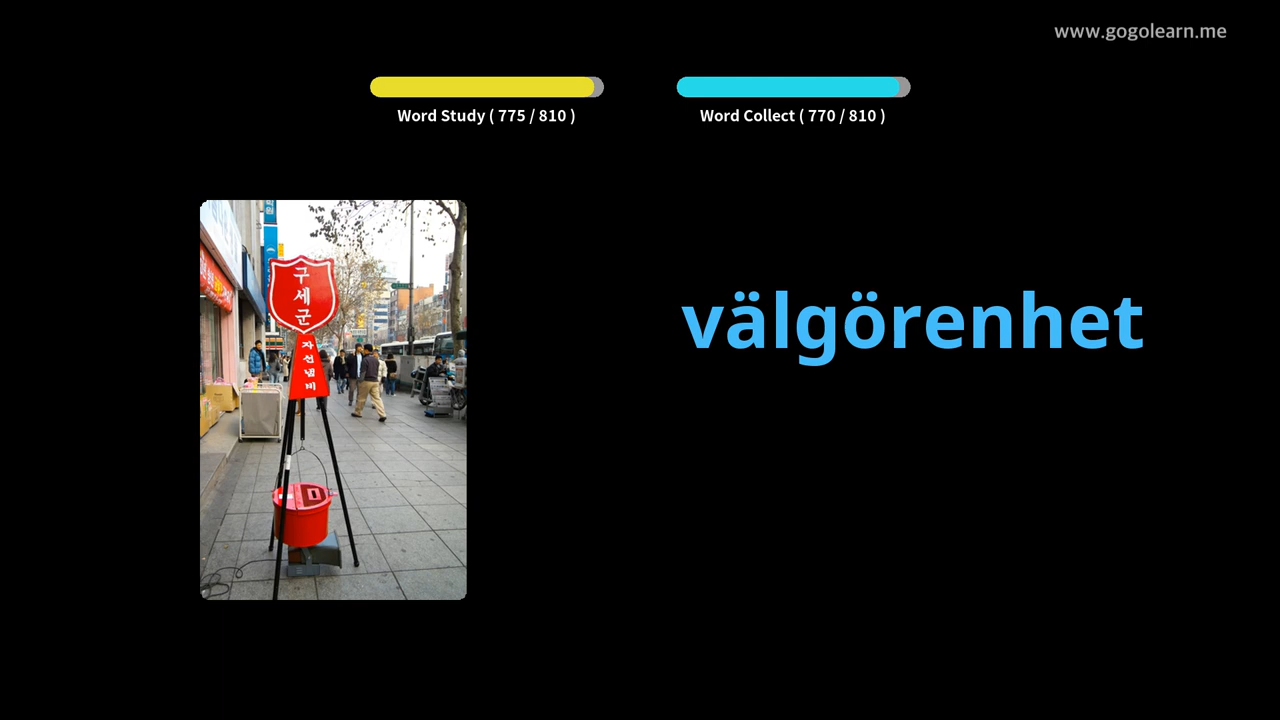 www.gogolearn.me
Word Study ( 775 / 810 )
Word Collect ( 770 / 810 )
välgörenhet
구
세
군
자
선
냄
비